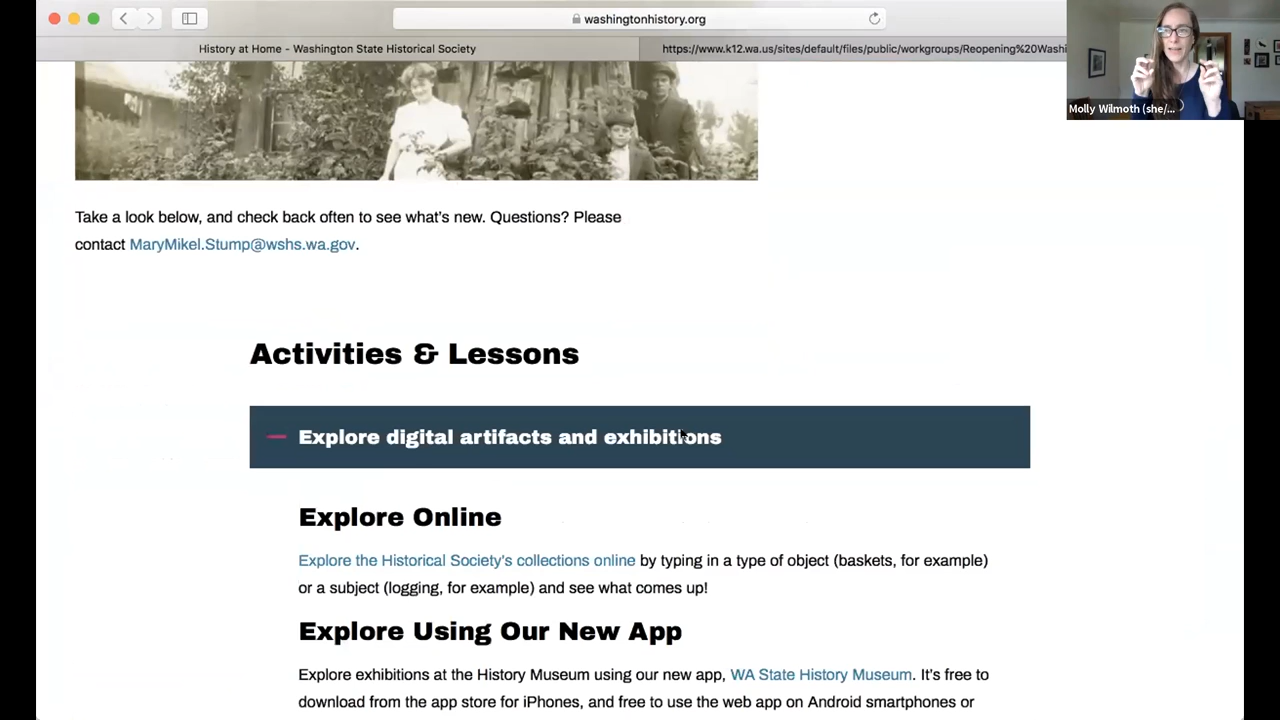 washingtonhistory.org
History at Home - Washington State Historical Society
https://www.k12.wa.us/sites/default/files/public/workgroups/Reopening%20Washi
Molly Wilmoth (she/...
Take a look below, and check back often to see what's new. Questions? Please
contact MaryMikel.Stump@wshs.wa.gov.
Activities & Lessons
Explore digital artifacts and exhibitions
Explore Online
Explore the Historical Society's collections online by typing in a type of object (baskets, for example)
or a subject (logging, for example) and see what comes up!
Explore Using Our New App
Explore exhibitions at the History Museum using our new app, WA State History Museum. It's free to
download from the app store for iPhones, and free to use the web app on Android smartphones or